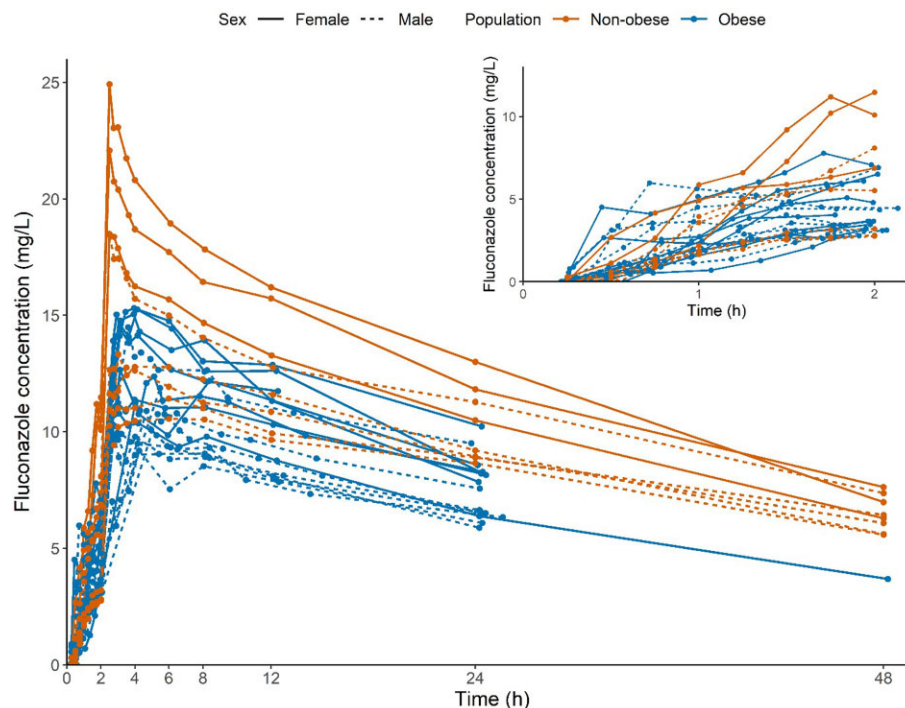 Sex Female Male Population Non-obese Obese
Fluconazole concentration (mg/L)
25
20
15
10
5
0
0 2 4 6 8 12 24 48
Time (h)
Fluconazole concentration (mg/L)
10
5
0
0 1 2
Time (h)